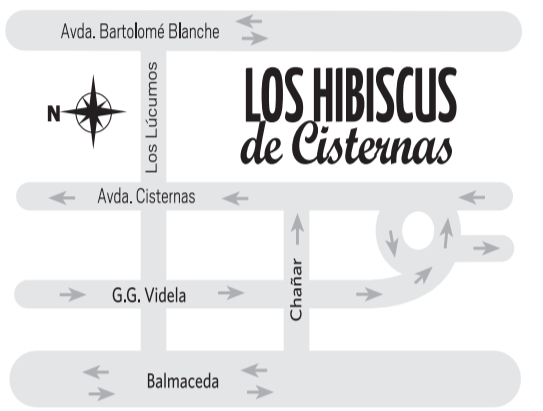 Avda. Bartolomé Blanche
Los Lúcumos
N
LOS HIBISCUS
de Cisternas
Avda. Cisternas
G.G. Videla
Chañar
Balmaceda